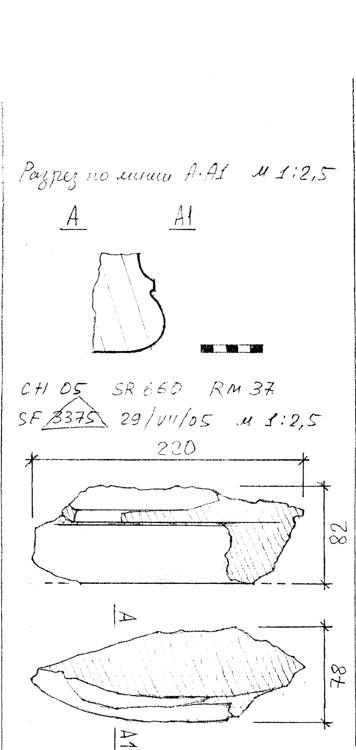 Разрез по линии А-А1 М 1:2,5
А А1
CH 05 SR 660 RM 37
SF 3375 29/VII/05 М 1:2,5
220
82
А
78
А1